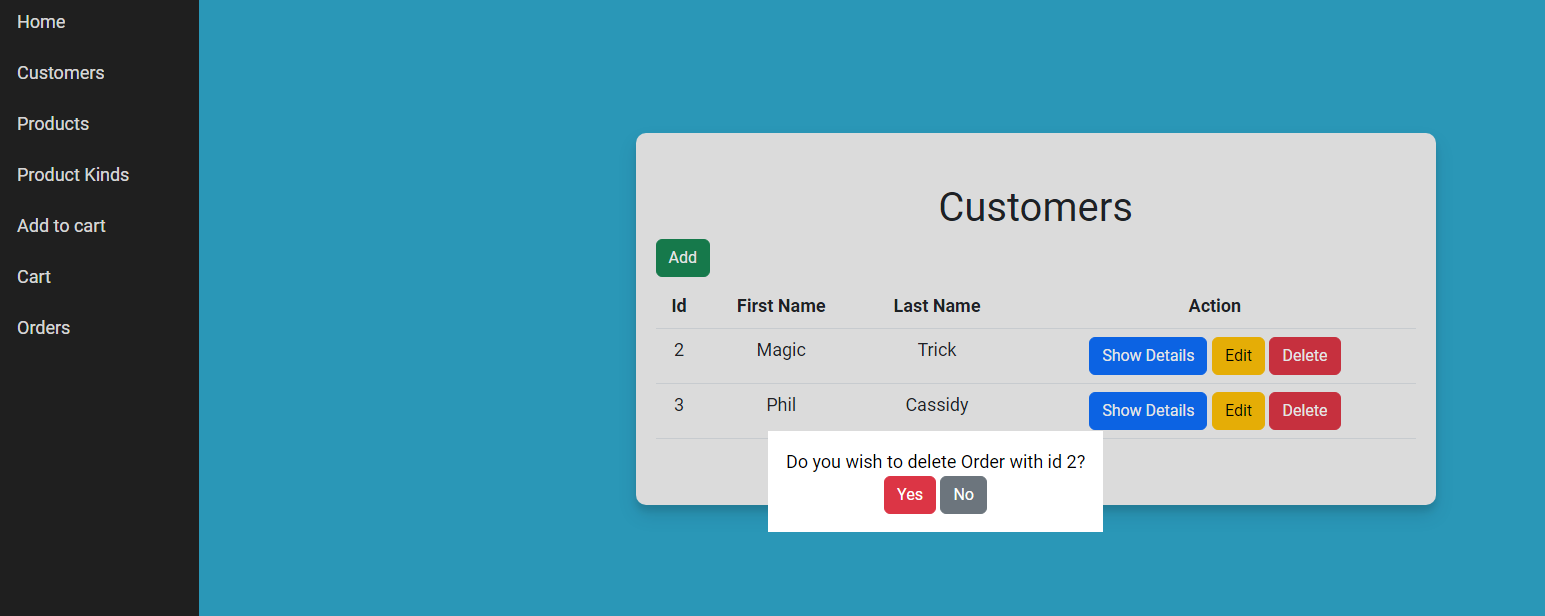 Home
Customers
Products
Product Kinds
Add to cart
Cart
Orders
Customers
Add
Id First Name Last Name Action
2 Magic Trick Show Details Edit Delete
3 Phil Cassidy Show Details Edit Delete
Do you wish to delete Order with id 2?
Yes No